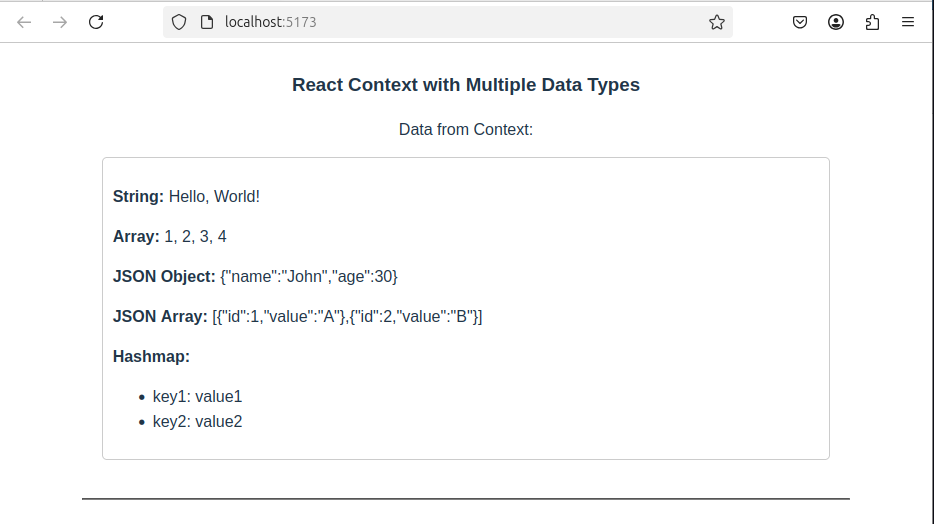 localhost:5173
React Context with Multiple Data Types
Data from Context:
String: Hello, World!
Array: 1, 2, 3, 4
JSON Object: {"name":"John","age":30}
JSON Array: [{"id":1,"value":"A"},{"id":2,"value":"B"}]
Hashmap:
• key1: value1
• key2: value2